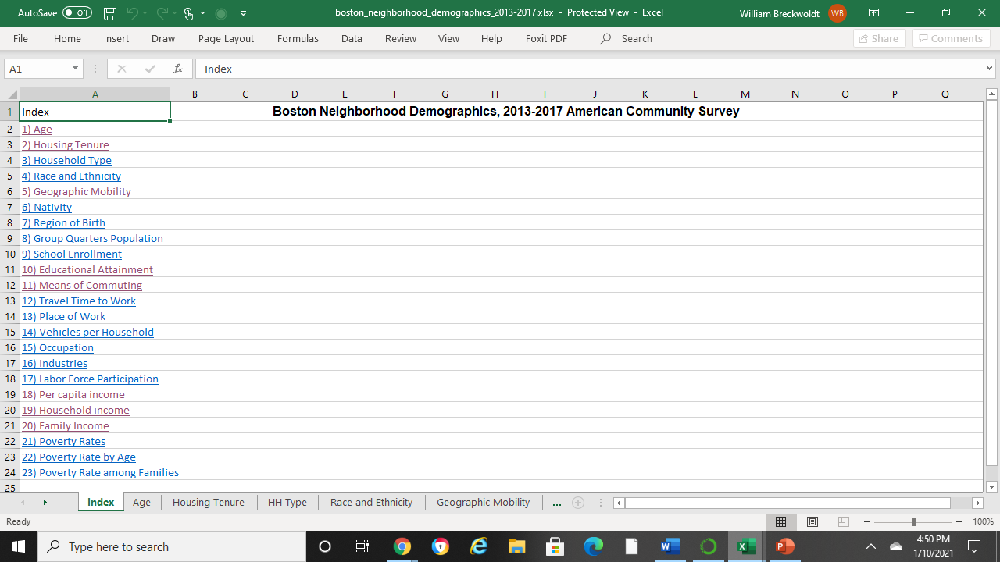 AutoSave Off boston_neighborhood_demographics_2013-2017.xlsx - Protected View - Excel William Breckwoldt WB
File Home Insert Draw Page Layout Formulas Data Review View Help Foxit PDF Search Share Comments
A1 fx Index
A B C D E F G H I J K L M N O P Q
1 Index Boston Neighborhood Demographics, 2013-2017 American Community Survey
2 1) Age
3 2) Housing Tenure
4 3) Household Type
5 4) Race and Ethnicity
6 5) Geographic Mobility
7 6) Nativity
8 7) Region of Birth
9 8) Group Quarters Population
10 9) School Enrollment
11 10) Educational Attainment
12 11) Means of Commuting
13 12) Travel Time to Work
14 13) Place of Work
15 14) Vehicles per Household
16 15) Occupation
17 16) Industries
18 17) Labor Force Participation
19 18) Per capita income
20 19) Household income
21 20) Family Income
22 21) Poverty Rates
23 22) Poverty Rate by Age
24 23) Poverty Rate among Families
25
Index Age Housing Tenure HH Type Race and Ethnicity Geographic Mobility ...
Ready 100%
Type here to search 4:50 PM
1/10/2021